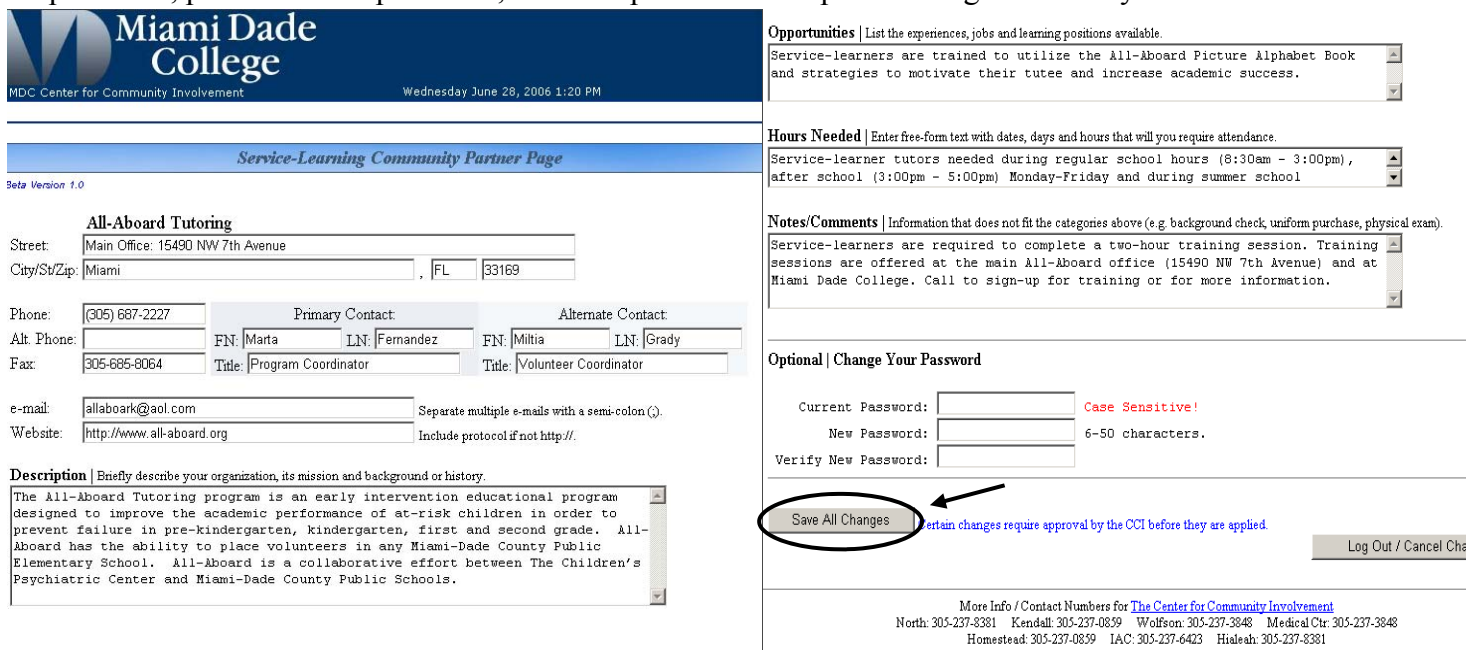 Miami Dade
College
MDC Center for Community Involvement
Wednesday June 28, 2006 1:20 PM
Service-Learning Community Partner Page
Beta Version 1.0
All-Aboard Tutoring
Street: Main Office: 15490 NW 7th Avenue
City/St/Zip: Miami , FL 33169
Phone: (305) 687-2227 Primary Contact: Alternate Contact:
Alt. Phone: FN: Marta LN: Fernandez FN: Miltia LN: Grady
Fax: 305-685-8064 Title: Program Coordinator Title: Volunteer Coordinator
e-mail: allaboark@aol.com Separate multiple e-mails with a semi-colon (;).
Website: http://www.all-aboard.org Include protocol if not http://.
Description | Briefly describe your organization, its mission and background or history.
The All-Aboard Tutoring program is an early intervention educational program
designed to improve the academic performance of at-risk children in order to
prevent failure in pre-kindergarten, kindergarten, first and second grade. All-
Aboard has the ability to place volunteers in any Miami-Dade County Public
Elementary School. All-Aboard is a collaborative effort between The Children's
Psychiatric Center and Miami-Dade County Public Schools.
Opportunities | List the experiences, jobs and learning positions available.
Service-learners are trained to utilize the All-Aboard Picture Alphabet Book
and strategies to motivate their tutee and increase academic success.
Hours Needed | Enter free-form text with dates, days and hours that will you require attendance.
Service-learner tutors needed during regular school hours (8:30am - 3:00pm),
after school (3:00pm - 5:00pm) Monday-Friday and during summer school
Notes/Comments | Information that does not fit the categories above (e.g. background check, uniform purchase, physical exam).
Service-learners are required to complete a two-hour training session. Training
sessions are offered at the main All-Aboard office (15490 NW 7th Avenue) and at
Miami Dade College. Call to sign-up for training or for more information.
Optional | Change Your Password
Current Password: Case Sensitive!
New Password: 6-50 characters.
Verify New Password:
Save All Changes Certain changes require approval by the CCI before they are applied.
Log Out / Cancel Cha
More Info / Contact Numbers for The Center for Community Involvement
North: 305-237-8381 Kendall: 305-237-0859 Wolfson: 305-237-3848 Medical Ctr: 305-237-3848
Homestead: 305-237-0859 IAC: 305-237-6423 Hialeah: 305-237-8381